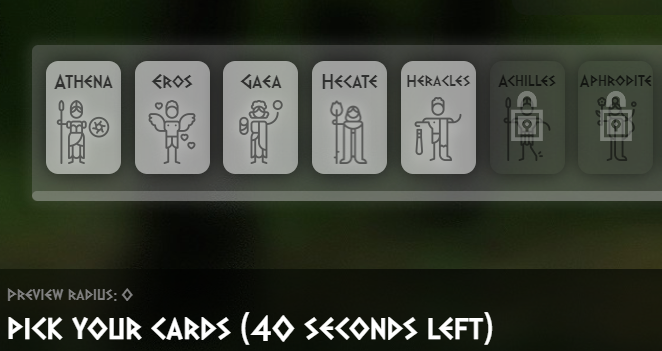 Athena Eros Gaea Hecate Heracles Achilles Aphrodite
Preview radius: 0
Pick your cards (40 seconds left)